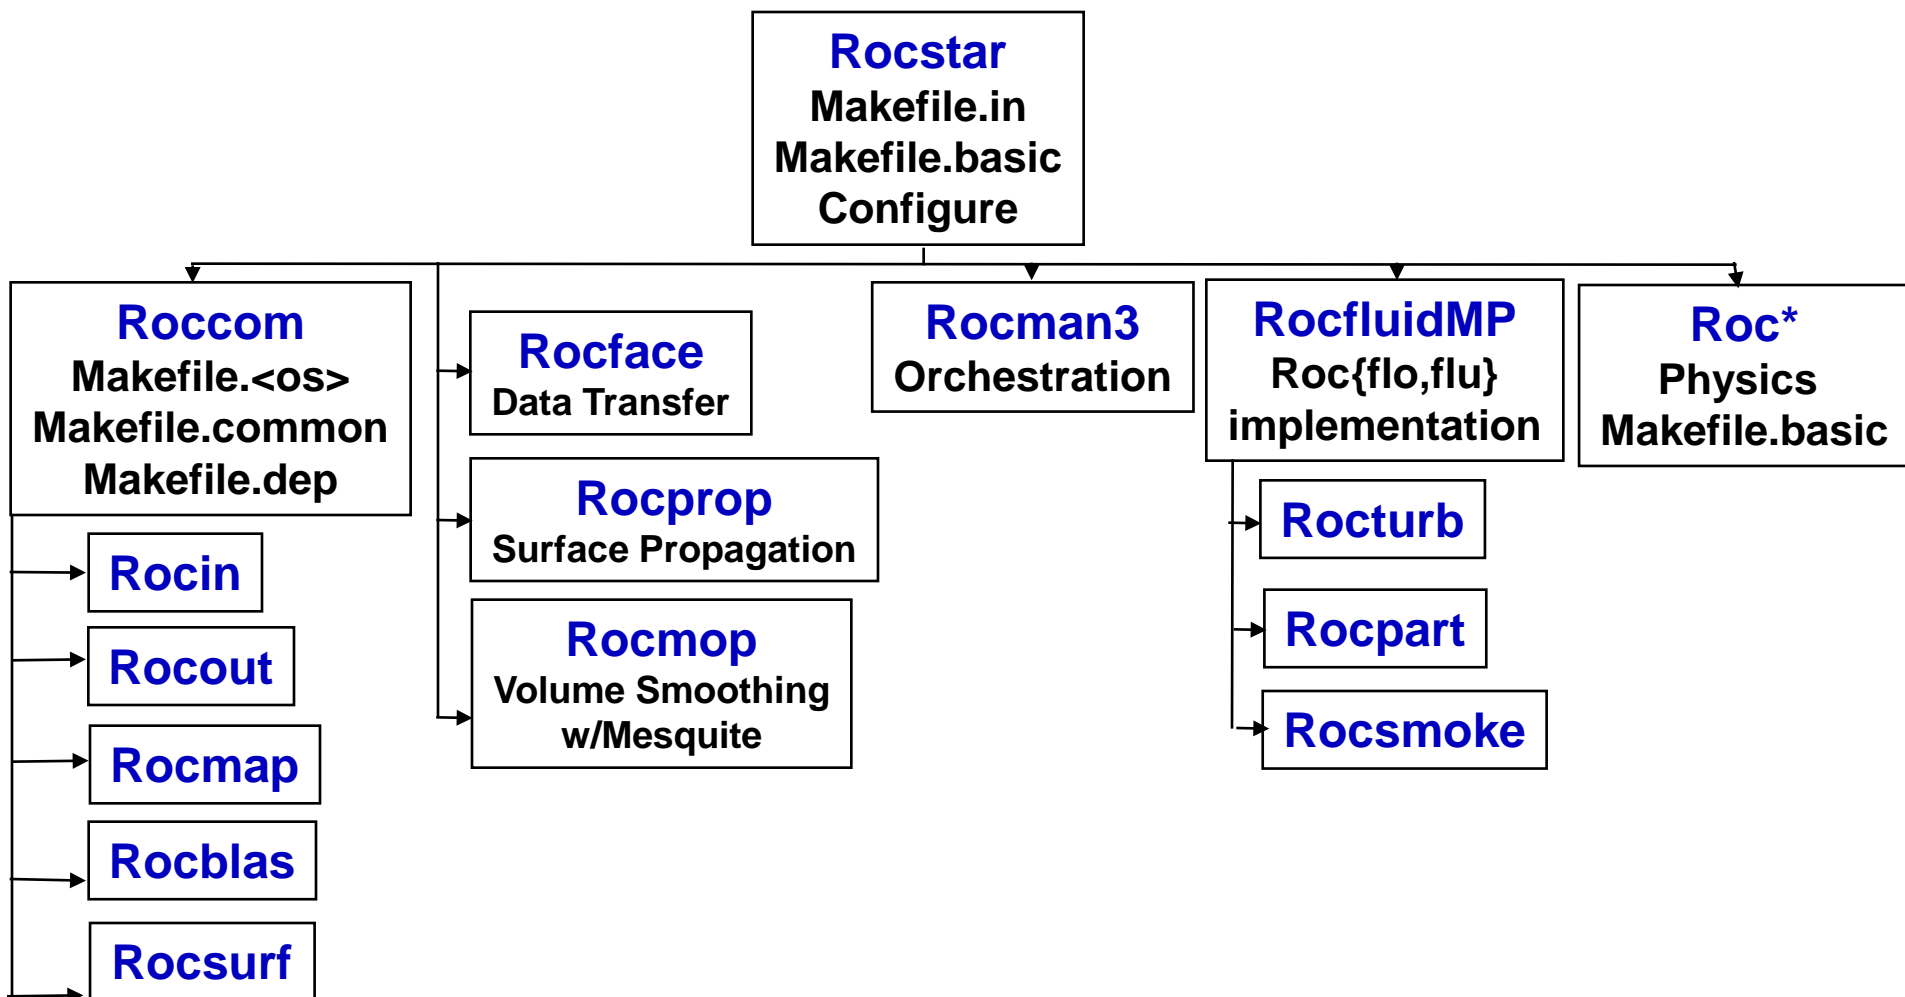 Rocstar
Makefile.in
Makefile.basic
Configure
Roccom
Makefile.<os>
Makefile.common
Makefile.dep
Rocin
Rocout
Rocmap
Rocblas
Rocsurf
Rocface
Data Transfer
Rocprop
Surface Propagation
Rocmop
Volume Smoothing
w/Mesquite
Rocman3
Orchestration
RocfluidMP
Roc{flo,flu}
implementation
Rocturb
Rocpart
Rocsmoke
Roc*
Physics
Makefile.basic